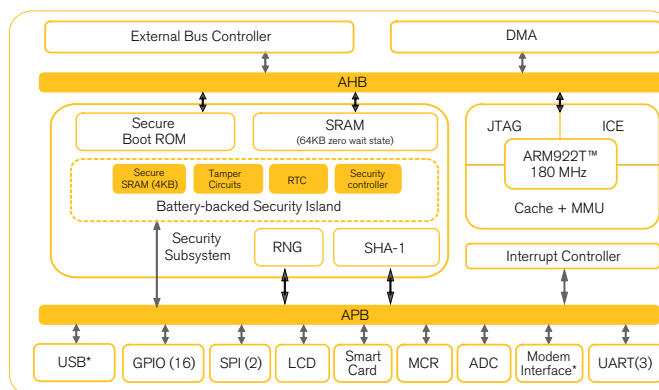 External Bus Controller
DMA
AHB
Secure
Boot ROM
SRAM
(64KB zero wait state)
JTAG
ICE
ARM922T™
180 MHz
Cache + MMU
Secure
SRAM (4KB)
Tamper
Circuits
RTC
Security
controller
Battery-backed Security Island
Security
Subsystem
RNG
SHA-1
Interrupt Controller
APB
USB*
GPIO (16)
SPI (2)
LCD
Smart
Card
MCR
ADC
Modem
Interface*
UART(3)